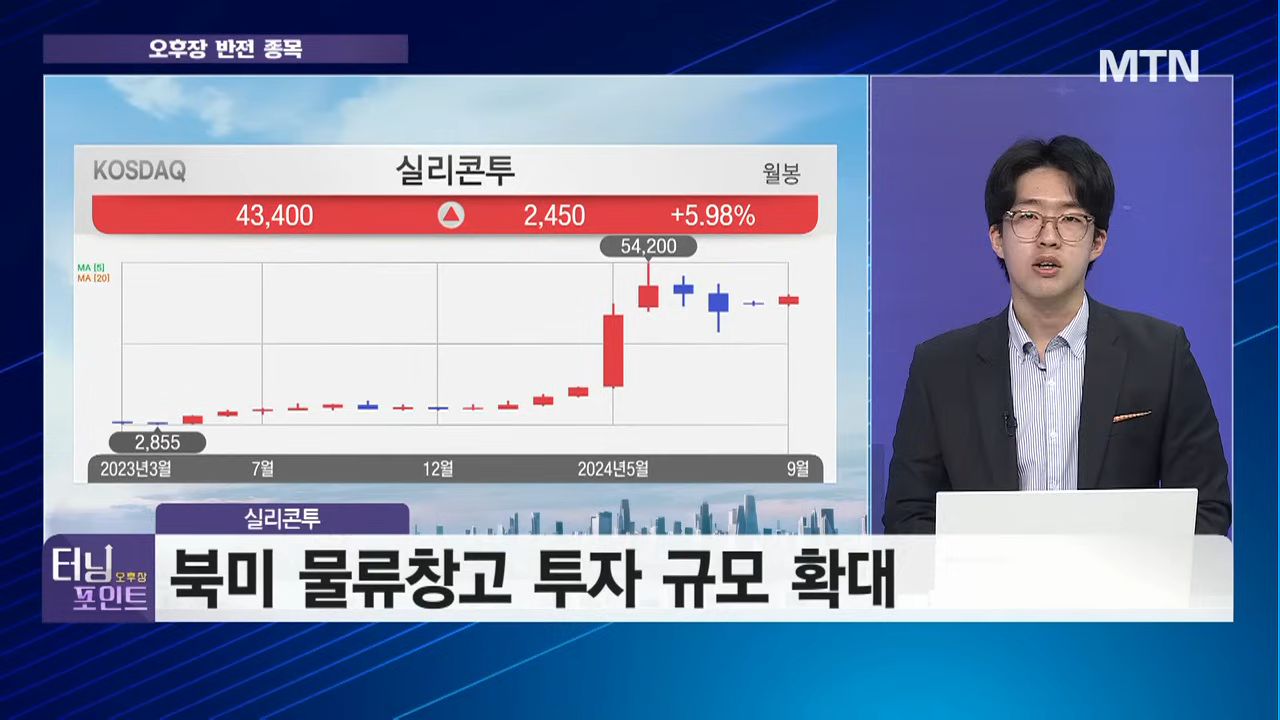 오후장 반전 종목
MTN
KOSDAQ
실리콘투
월봉
43,400 2,450 +5.98%
MA [5]
MA [20]
54,200
2,855
2023년3월 7월 12월 2024년5월 9월
실리콘투
터닝
오후장
포인트
북미 물류창고 투자 규모 확대